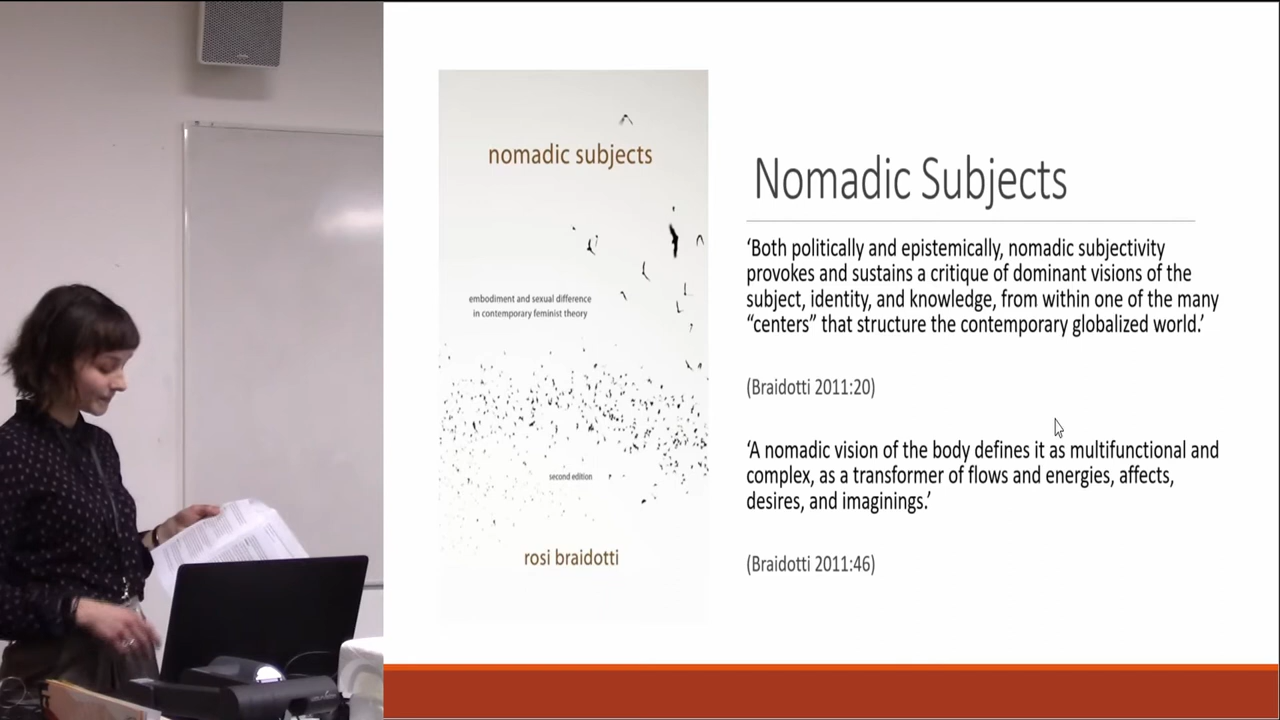 nomadic subjects
embodiment and sexual difference
in contemporary feminist theory
second edition
rosi braidotti
Nomadic Subjects
‘Both politically and epistemically, nomadic subjectivity
provokes and sustains a critique of dominant visions of the
subject, identity, and knowledge, from within one of the many
“centers” that structure the contemporary globalized world.’
(Braidotti 2011:20)
‘A nomadic vision of the body defines it as multifunctional and
complex, as a transformer of flows and energies, affects,
desires, and imaginings.’
(Braidotti 2011:46)